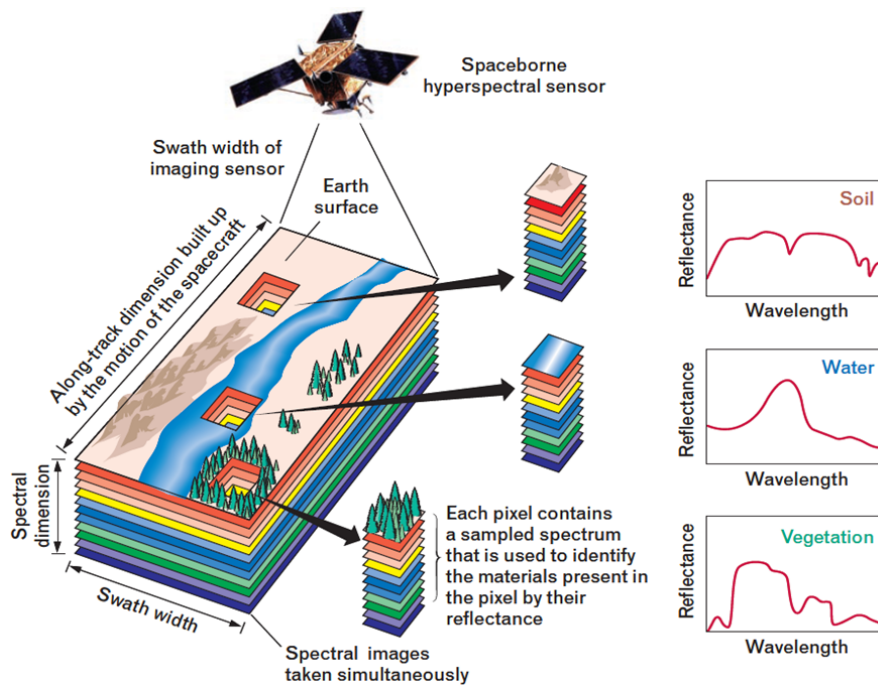 Spaceborne
hyperspectral sensor
Swath width of
imaging sensor
Earth
surface
Along-track dimension built up
by the motion of the spacecraft
Spectral
dimension
Swath width
Spectral images
taken simultaneously
Each pixel contains
a sampled spectrum
that is used to identify
the materials present in
the pixel by their
reflectance
Soil
Reflectance
Wavelength
Water
Reflectance
Wavelength
Vegetation
Reflectance
Wavelength